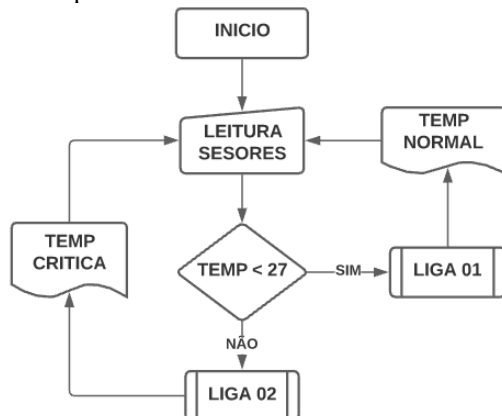 INICIO
LEITURA
SESORES
TEMP
NORMAL
TEMP
CRITICA
TEMP < 27
SIM
LIGA 01
NÃO
LIGA 02